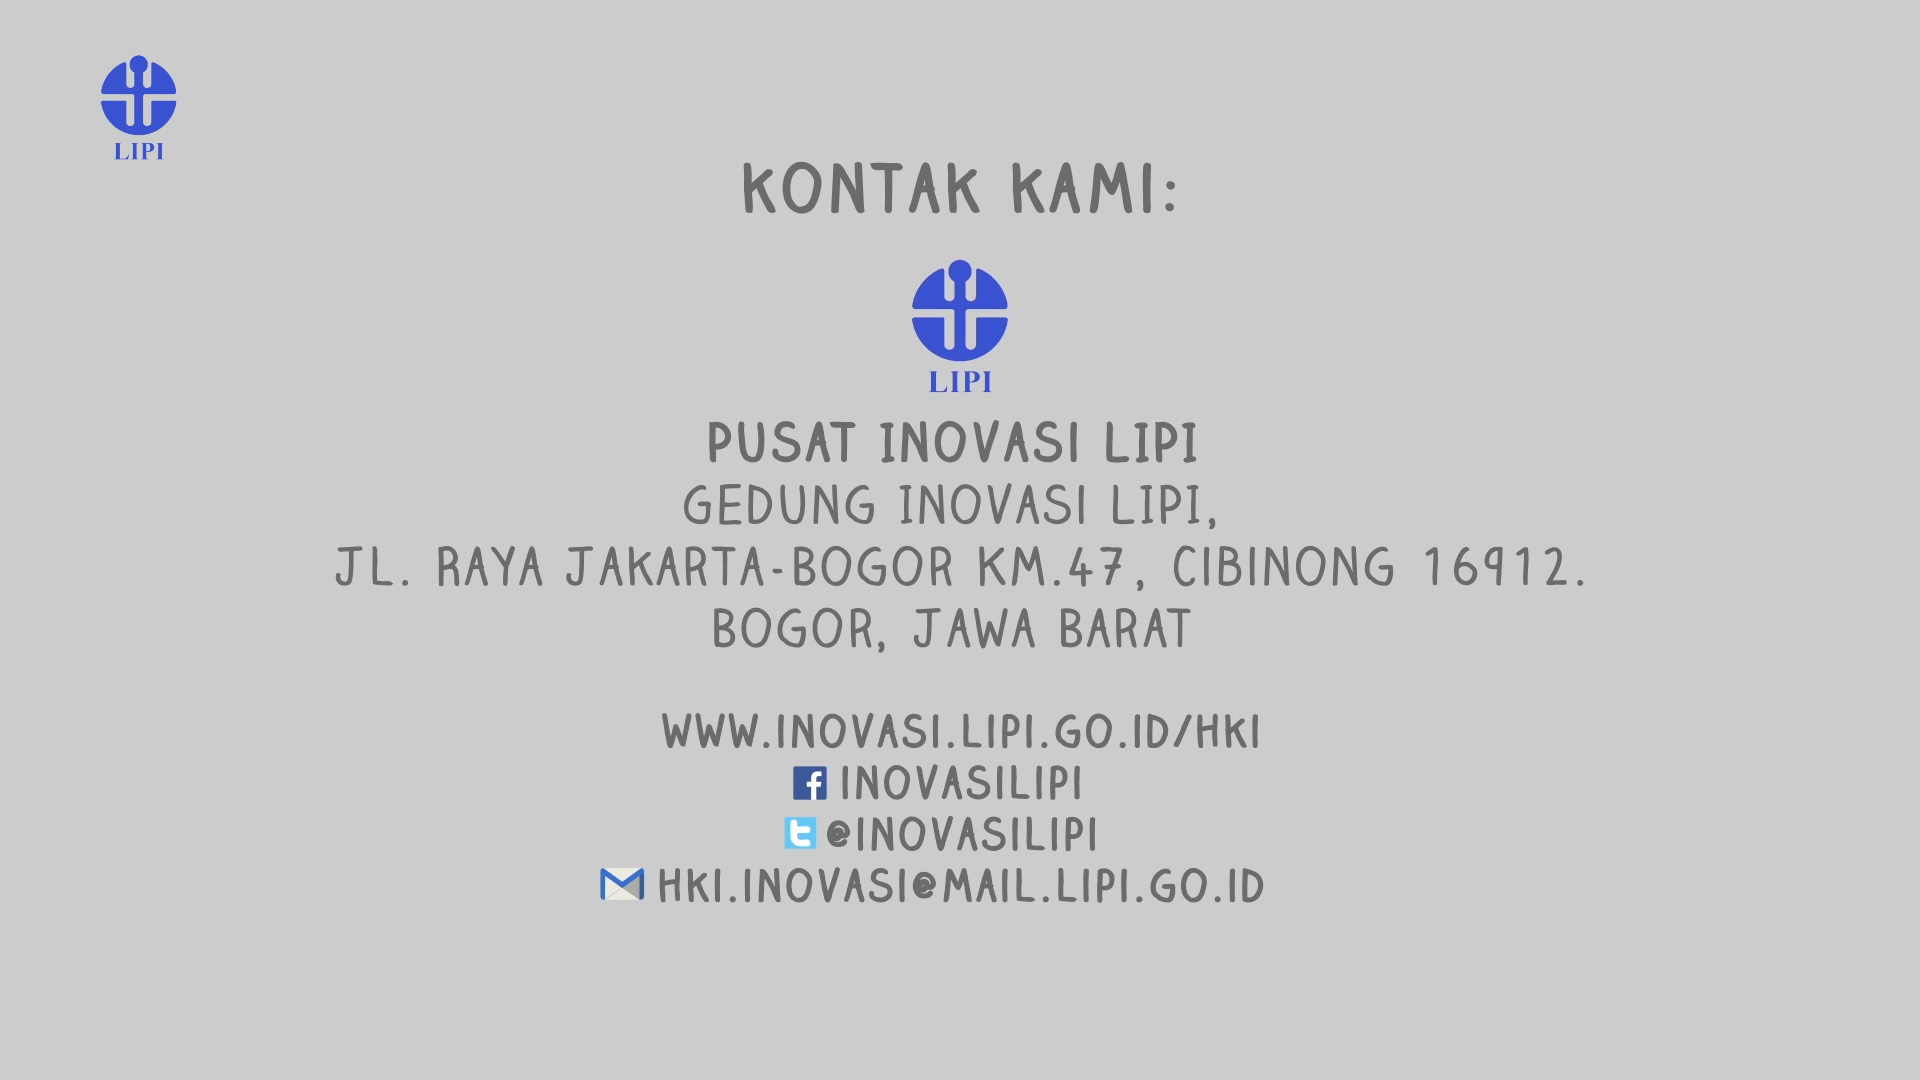 LIPI
KONTAK KAMI:
LIPI
PUSAT INOVASI LIPI
GEDUNG INOVASI LIPI,
JL. RAYA JAKARTA-BOGOR KM.47, CIBINONG 16912.
BOGOR, JAWA BARAT
WWW.INOVASI.LIPI.GO.ID/HKI
INOVASILIPI
@INOVASILIPI
HKI.INOVASI@MAIL.LIPI.GO.ID